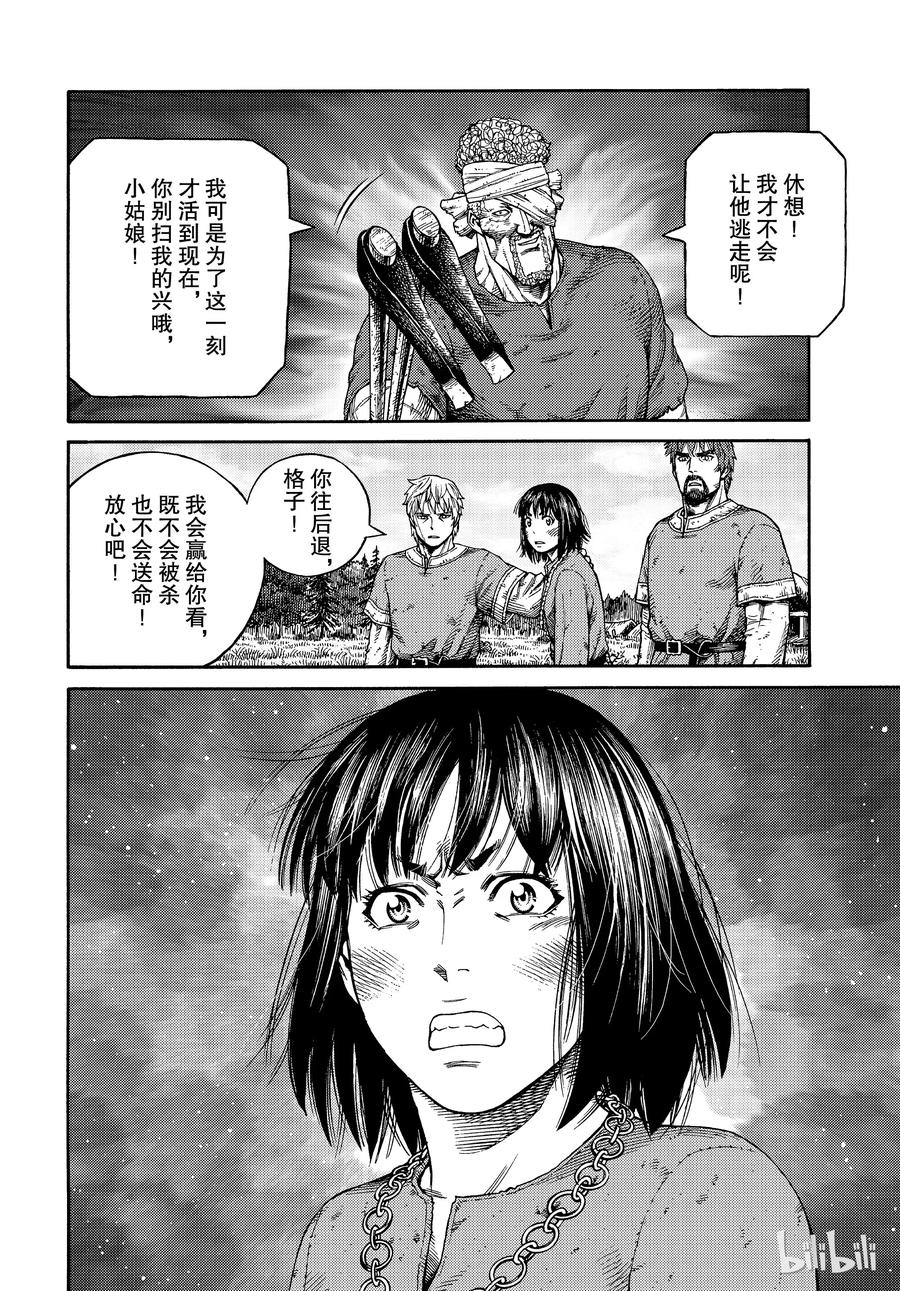 休想！
我才不会
让他逃走呢！
我可是为了这一刻
才活到现在，
你别扫我的兴哦，
小姑娘！
你往后退，
格子！
我会赢给你看，
既不会被杀
也不会送命！
放心吧！
bilibili